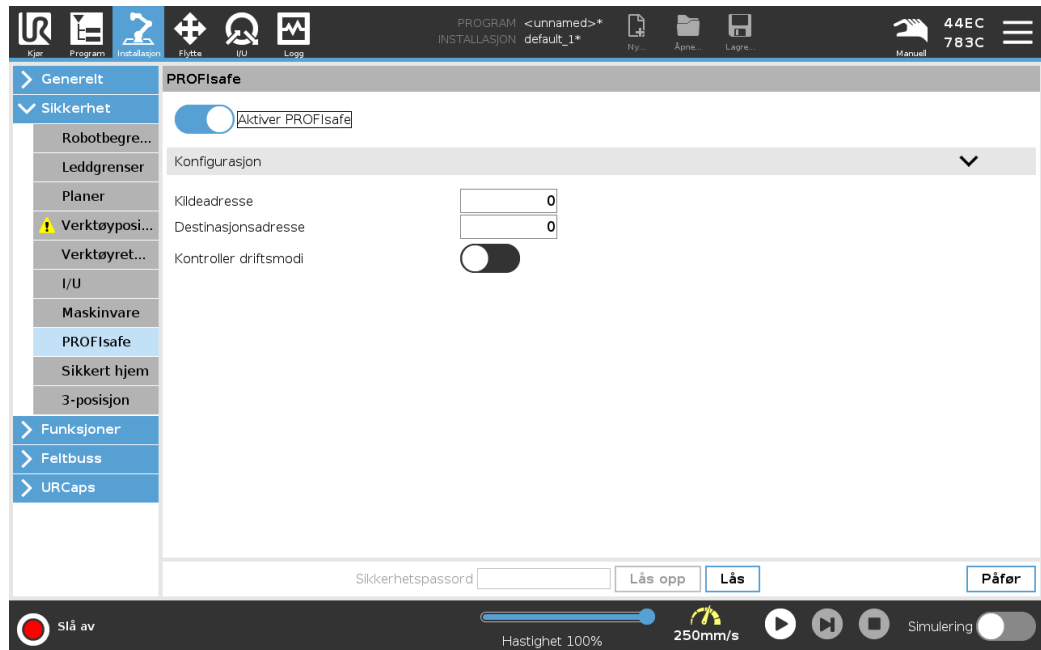 PROGRAM <unnamed>*
INSTALLASJON default_1*
Kjør Program Installasjon Flytte I/U Logg Ny... Åpne... Lagre... Manuell
44EC
783C
Generelt
Sikkerhet
Robotbegre...
Leddgrenser
Planer
Verktøyposi...
Verktøyret...
I/U
Maskinvare
PROFIsafe
Sikkert hjem
3-posisjon
Funksjoner
Feltbuss
URCaps
PROFIsafe
Aktiver PROFIsafe
Konfigurasjon
Kildeadresse 0
Destinasjonsadresse 0
Kontroller driftsmodi
Sikkerhetspassord Lås opp Lås Påfør
Slå av
Hastighet 100%
250mm/s
Simulering